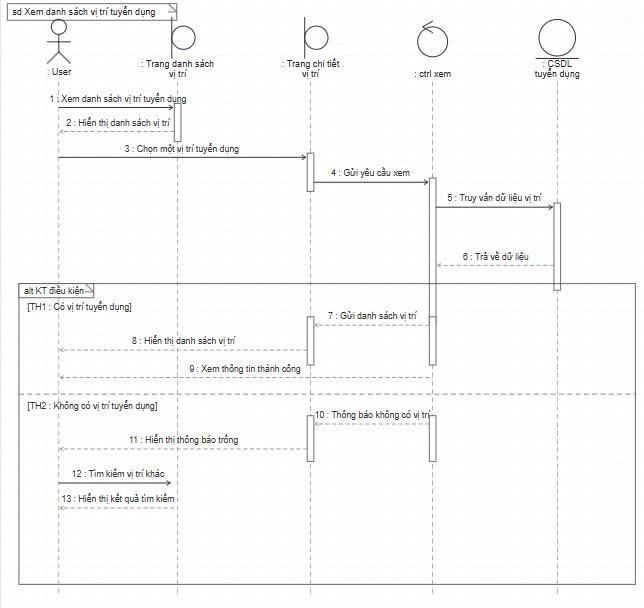 sd Xem danh sách vị trí tuyển dụng
: User
: Trang danh sách
vị trí
: Trang chi tiết
vị trí
: ctrl xem
: CSDL
tuyển dụng
1 : Xem danh sách vị trí tuyển dụng
2 : Hiển thị danh sách vị trí
3 : Chọn một vị trí tuyển dụng
4 : Gửi yêu cầu xem
5 : Truy vấn dữ liệu vị trí
6 : Trả về dữ liệu
alt KT điều kiện
[TH1 : Có vị trí tuyển dụng]
7 : Gửi danh sách vị trí
8 : Hiển thị danh sách vị trí
9 : Xem thông tin thành công
[TH2 : Không có vị trí tuyển dụng]
10 : Thông báo không có vị trí
11 : Hiển thị thông báo trống
12 : Tìm kiếm vị trí khác
13 : Hiển thị kết quả tìm kiếm